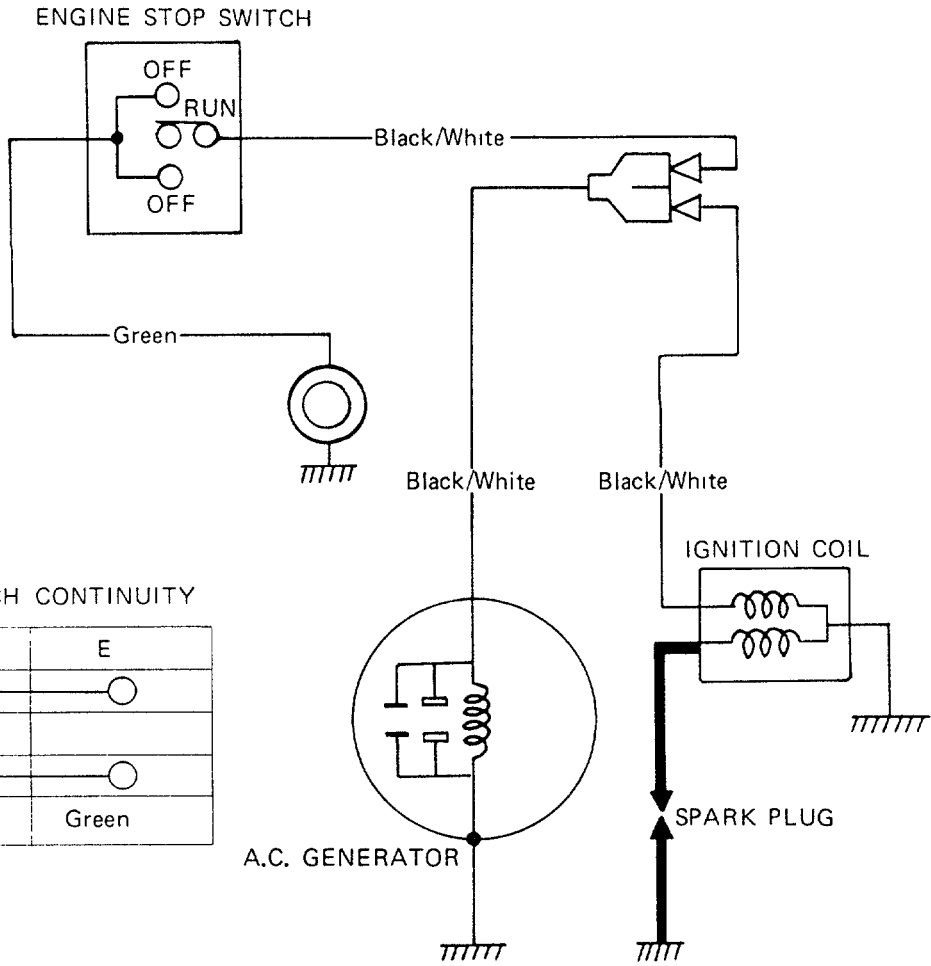 ENGINE STOP SWITCH
OFF
RUN
OFF
Black/White
Green
Black/White
Black/White
IGNITION COIL
CH CONTINUITY
E
Green
SPARK PLUG
A.C. GENERATOR